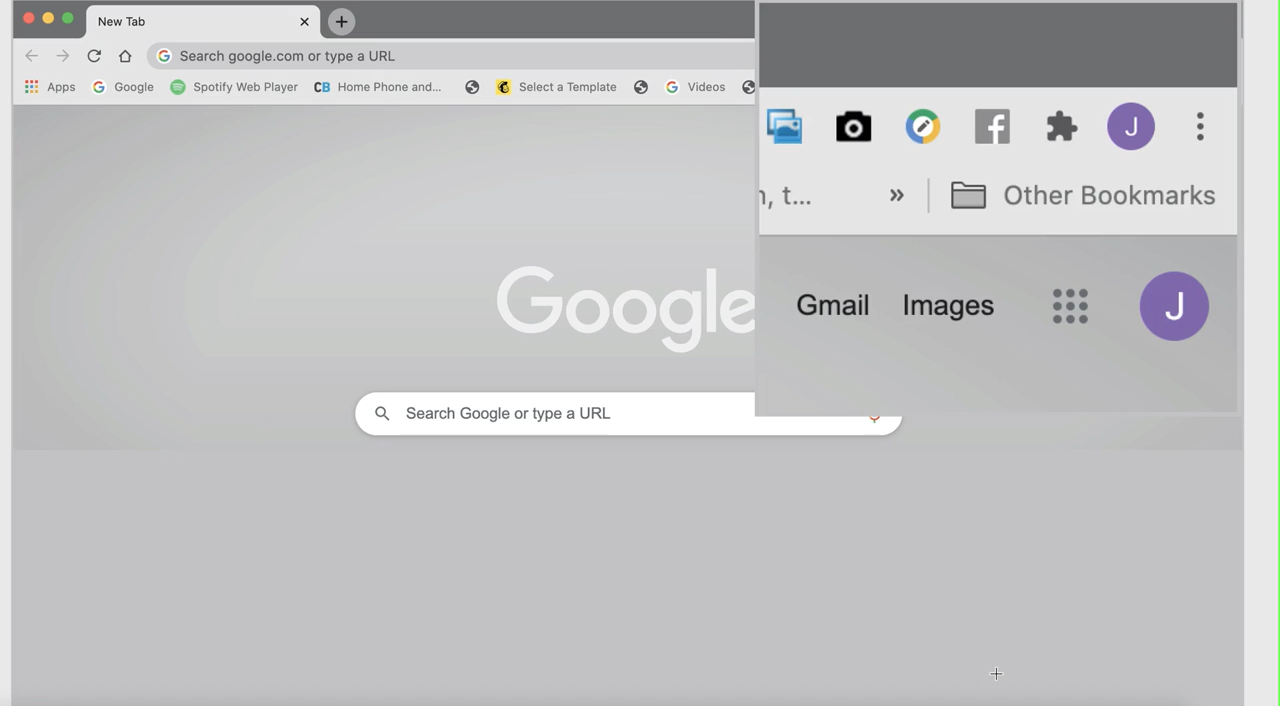 New Tab
Search google.com or type a URL
Apps Google Spotify Web Player CB Home Phone and... Select a Template Videos
J
t... » Other Bookmarks
Gmail Images J
Google
Search Google or type a URL